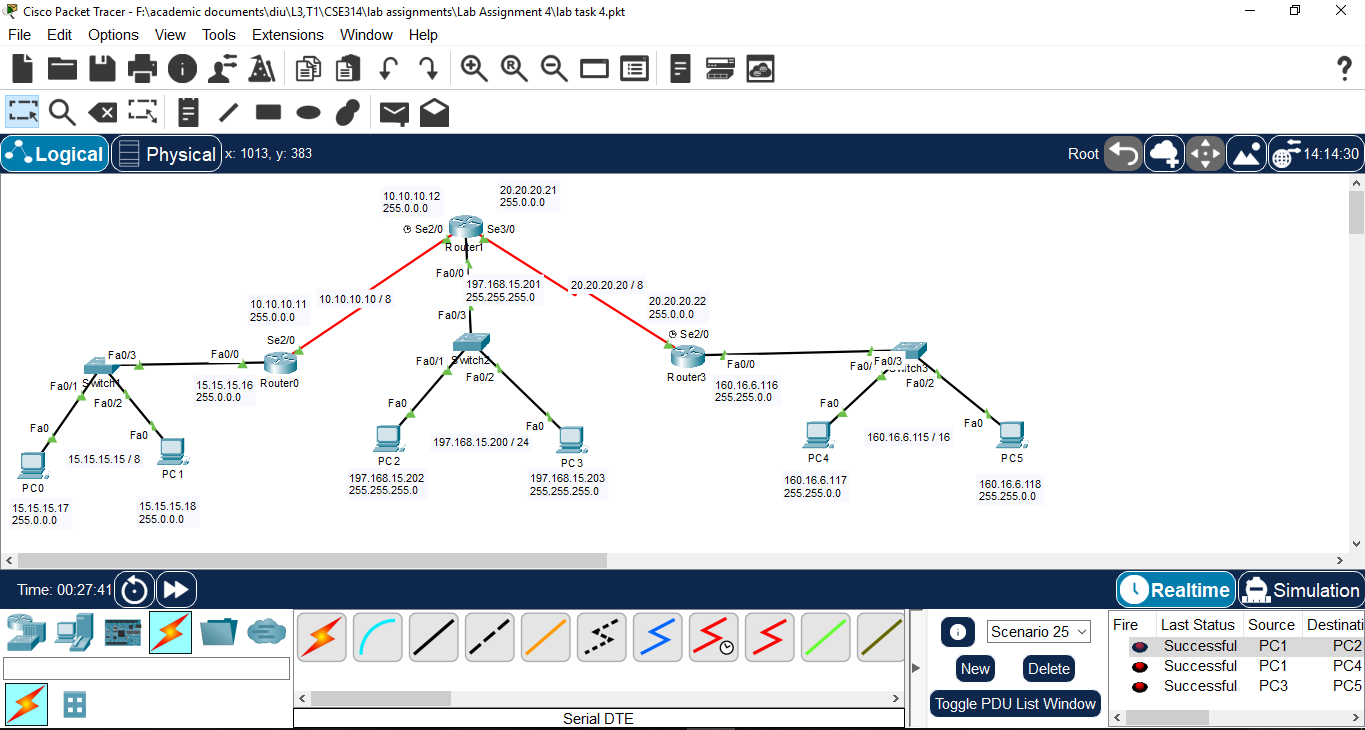 Cisco Packet Tracer - F:\academic documents\diu\L3,T1\CSE314\lab assignments\Lab Assignment 4\lab task 4.pkt
File Edit Options View Tools Extensions Window Help
Logical Physical x: 1013, y: 383 Root 14:14:30
10.10.10.12
255.0.0.0
20.20.20.21
255.0.0.0
Se2/0 Se3/0
Router1
Fa0/0
197.168.15.201
255.255.255.0
20.20.20.20 / 8
10.10.10.10 / 8
10.10.10.11
255.0.0.0
20.20.20.22
255.0.0.0
Fa0/3
Se2/0
Se2/0
Fa0/3
Fa0/0
Router0
Fa0/1
Switch1
Fa0/2
15.15.15.16
255.0.0.0
Fa0/1
Switch2
Fa0/2
Router3
Fa0/0
160.16.6.116
255.255.0.0
Fa0/
Fa0/3
Switch3
Fa0/2
Fa0
Fa0
15.15.15.15 / 8
PC0
PC1
15.15.15.17
255.0.0.0
15.15.15.18
255.0.0.0
Fa0
Fa0
197.168.15.200 / 24
PC2
PC3
197.168.15.202
255.255.255.0
197.168.15.203
255.255.255.0
Fa0
Fa0
160.16.6.115 / 16
PC4
PC5
160.16.6.117
255.255.0.0
160.16.6.118
255.255.0.0
Time: 00:27:41 Realtime Simulation
Scenario 25
New Delete
Toggle PDU List Window
Fire Last Status Source Destinati
Successful PC1 PC2
Successful PC1 PC4
Successful PC3 PC5
Serial DTE